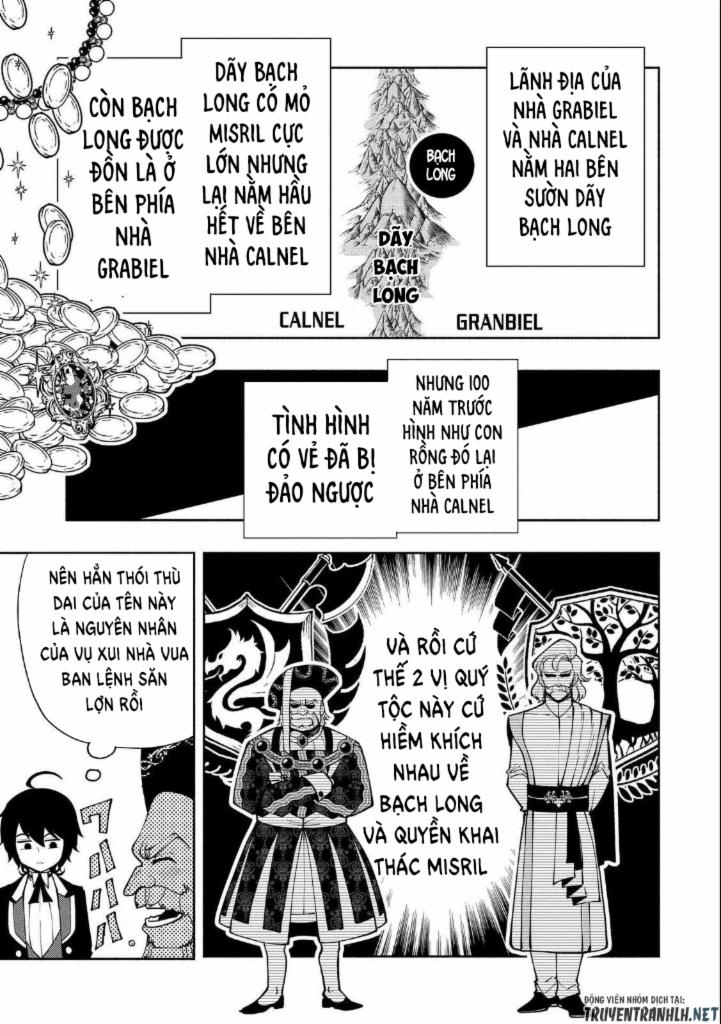 LÃNH ĐỊA CỦA
NHÀ GRABIEL
VÀ NHÀ CALNEL
NẰM HAI BÊN
SƯỜN DÃY
BẠCH LONG
BẠCH
LONG
DÃY
BẠCH
LONG
CALNEL
GRANBIEL
DÃY BẠCH
LONG CÓ MỎ
MISRIL CỰC
LỚN NHƯNG
LẠI NẰM HẦU
HẾT VỀ BÊN
NHÀ CALNEL
CÒN BẠCH
LONG ĐƯỢC
ĐỒN LÀ Ở
BÊN PHÍA
NHÀ
GRABIEL
NHƯNG 100
NĂM TRƯỚC
HÌNH NHƯ CON
RỒNG ĐÓ LẠI
Ở BÊN PHÍA
NHÀ CALNEL
TÌNH HÌNH
CÓ VẺ ĐÃ BỊ
ĐẢO NGƯỢC
VÀ RỒI CỨ
THẾ 2 VỊ QUÝ
TỘC NÀY CỨ
HIỀM KHÍCH
NHAU VỀ
BẠCH LONG
VÀ QUYỀN KHAI
THÁC MISRIL
NÊN HẲN THÓI THÙ
DAI CỦA TÊN NÀY
LÀ NGUYÊN NHÂN
CỦA VỤ XUI NHÀ VUA
BAN LỆNH SĂN
LỢN RỒI
ワハハハハ
ĐỘNG VIÊN NHÓM DỊCH TẠI:
TRUYENTRANHLH.NET